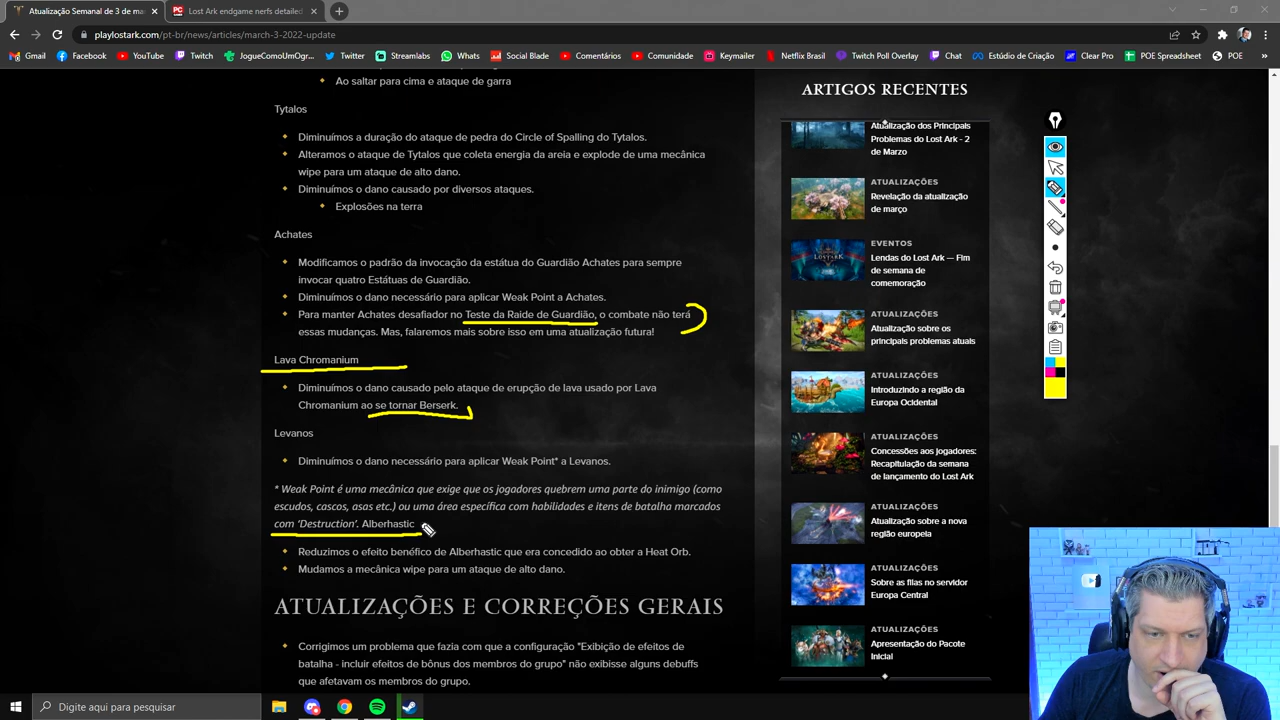 Atualização Semanal de 3 de mar
Lost Ark endgame nerfs detailed
playlostark.com/pt-br/news/articles/march-3-2022-update
Gmail
Facebook
YouTube
Twitch
JogueComoUmOgr...
Twitter
Streamlabs
Whats
Social Blade
Comentários
Comunidade
Keymailer
Netflix Brasil
Twitch Poll Overlay
Chat
Estúdio de Criação
Clear Pro
POE Spreadsheet
POE
Ao saltar para cima e ataque de garra
Tytalos
Diminuímos a duração do ataque de pedra do Circle of Spalling do Tytalos.
Alteramos o ataque de Tytalos que coleta energia da areia e explode de uma mecânica
wipe para um ataque de alto dano.
Diminuímos o dano causado por diversos ataques.
Explosões na terra
Achates
Modificamos o padrão da invocação da estátua do Guardião Achates para sempre
invocar quatro Estátuas de Guardião.
Diminuímos o dano necessário para aplicar Weak Point a Achates.
Para manter Achates desafiador no Teste da Raide de Guardião, o combate não terá
essas mudanças. Mas, falaremos mais sobre isso em uma atualização futura!
Lava Chromanium
Diminuímos o dano causado pelo ataque de erupção de lava usado por Lava
Chromanium ao se tornar Berserk.
Levanos
Diminuímos o dano necessário para aplicar Weak Point* a Levanos.
* Weak Point é uma mecânica que exige que os jogadores quebrem uma parte do inimigo (como
escudos, cascos, asas etc.) ou uma área específica com habilidades e itens de batalha marcados
com 'Destruction'. Alberhastic
Reduzimos o efeito benéfico de Alberhastic que era concedido ao obter a Heat Orb.
Mudamos a mecânica wipe para um ataque de alto dano.
ATUALIZAÇÕES E CORREÇÕES GERAIS
Corrigimos um problema que fazia com que a configuração "Exibição de efeitos de
batalha - incluir efeitos de bônus dos membros do grupo" não exibisse alguns debuffs
que afetavam os membros do grupo.
ARTIGOS RECENTES
Atualização dos Principais
Problemas do Lost Ark - 2
de Marzo
ATUALIZAÇÕES
Revelação da atualização
de março
EVENTOS
Lendas do Lost Ark — Fim
de semana de
comemoração
ATUALIZAÇÕES
Atualização sobre os
principais problemas atuais
ATUALIZAÇÕES
Introduzindo a região da
Europa Ocidental
ATUALIZAÇÕES
Concessões aos jogadores:
Recapitulação da semana
de lançamento do Lost Ark
ATUALIZAÇÕES
Atualização sobre a nova
região europeia
ATUALIZAÇÕES
Sobre as filas no servidor
Europa Central
ATUALIZAÇÕES
Apresentação do Pacote
Inicial
Digite aqui para pesquisar